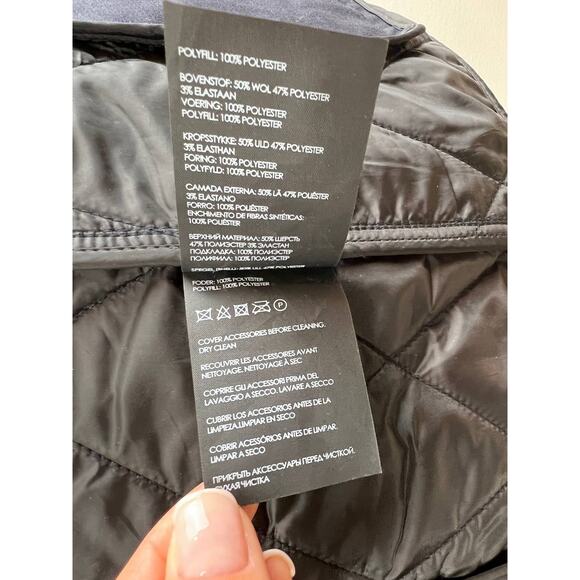 POLYFILL: 100% POLYESTER
BOVENSTOF: 50% WOL 47% POLYESTER
3% ELASTAAN
VOERING: 100% POLYESTER
POLYFILL: 100% POLYESTER
KROPSSTYKKE: 50% ULD 47% POLYESTER
3% ELASTHAN
FORING: 100% POLYESTER
POLYFYLD: 100% POLYESTER
CAMADA EXTERNA: 50% LÃ 47% POLIÉSTER
3% ELASTANO
FORRO: 100% POLIÉSTER
ENCHIMENTO DE FIBRAS SINTÉTICAS:
100% POLIÉSTER
ВЕРХНИЙ МАТЕРИАЛ: 50% ШЕРСТЬ
47% ПОЛИЭСТЕР 3% ЭЛАСТАН
ПОДКЛАДКА: 100% ПОЛИЭСТЕР
ПОЛИФИЛЛ: 100% ПОЛИЭСТЕР
47% POLYESTER
FODER: 100% POLYESTER
POLYFILL: 100% POLYESTER
P
COVER ACCESSORIES BEFORE CLEANING.
DRY CLEAN
RECOUVRIR LES ACCESSOIRES AVANT
NETTOYAGE. NETTOYAGE À SEC
COPRIRE GLI ACCESSORI PRIMA DEL
LAVAGGIO A SECCO. LAVARE A SECCO
CUBRIR LOS ACCESORIOS ANTES DE LA
LIMPIEZA.LIMPIAR EN SECO
COBRIR ACESSÓRIOS ANTES DE LIMPAR.
LIMPAR A SECO
ПРИКРЫТЬ АКСЕССУАРЫ ПЕРЕД ЧИСТКОЙ.
СУХАЯ ЧИСТКА